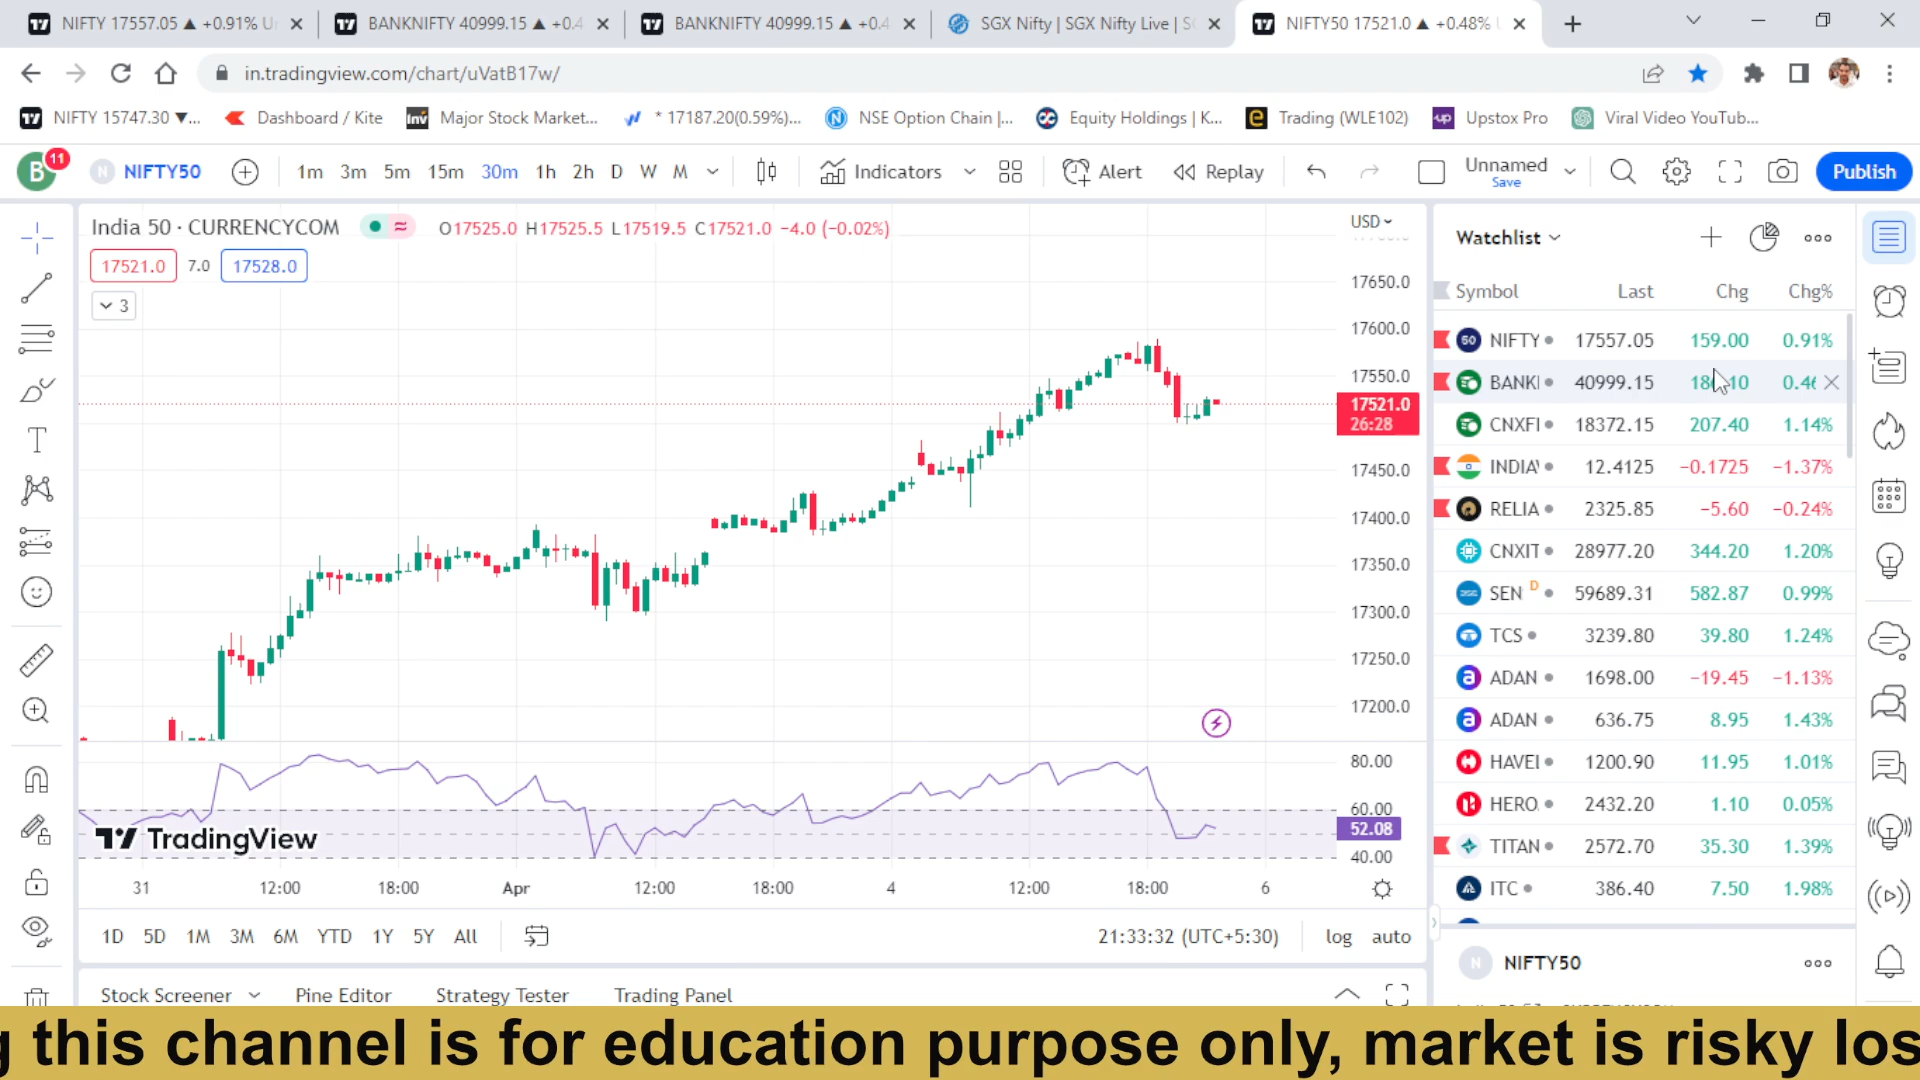 NIFTY 17557.05 ▲ +0.91%
BANKNIFTY 40999.15 ▲ +0.4
BANKNIFTY 40999.15 ▲ +0.4
SGX Nifty | SGX Nifty Live |
NIFTY50 17521.0 ▲ +0.48%
in.tradingview.com/chart/uVatB17w/
NIFTY 15747.30 ▼...
Dashboard / Kite
Inv Major Stock Market...
* 17187.20(0.59%)...
NSE Option Chain |...
Equity Holdings | K...
Trading (WLE102)
up Upstox Pro
Viral Video YouTub...
B 11
N NIFTY50
1m 3m 5m 15m 30m 1h 2h D W M
Indicators
Alert
Replay
Unnamed
Save
Publish
India 50 · CURRENCYCOM
O17525.0 H17525.5 L17519.5 C17521.0 −4.0 (−0.02%)
17521.0 7.0 17528.0
3
USD
17650.0
17600.0
17550.0
17521.0
26:28
17450.0
17400.0
17350.0
17300.0
17250.0
17200.0
80.00
60.00
52.08
40.00
TradingView
31 12:00 18:00 Apr 12:00 18:00 4 12:00 18:00 6
1D 5D 1M 3M 6M YTD 1Y 5Y All
21:33:32 (UTC+5:30)
log auto
Stock Screener Pine Editor Strategy Tester Trading Panel
Watchlist
Symbol Last Chg Chg%
50 NIFTY 17557.05 159.00 0.91%
BANK 40999.15 0.46
CNXFI 18372.15 207.40 1.14%
INDIA 12.4125 −0.1725 −1.37%
RELIA 2325.85 −5.60 −0.24%
CNXIT 28977.20 344.20 1.20%
SEN D 59689.31 582.87 0.99%
TCS 3239.80 39.80 1.24%
ADAN 1698.00 −19.45 −1.13%
ADAN 636.75 8.95 1.43%
HAVEL 1200.90 11.95 1.01%
HERO 2432.20 1.10 0.05%
TITAN 2572.70 35.30 1.39%
ITC 386.40 7.50 1.98%
N NIFTY50
g this channel is for education purpose only, market is risky los